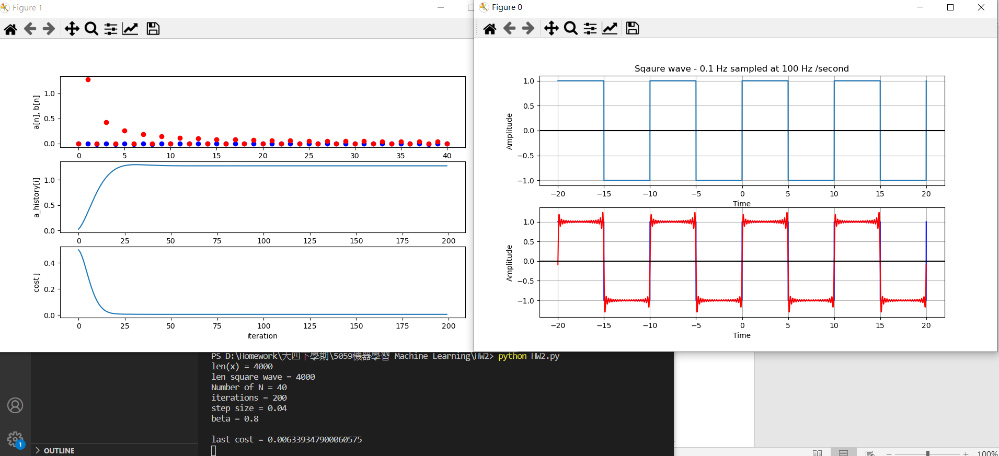 Figure 1
a[n], b[n]
1.0
0.5
0.0
0 5 10 15 20 25 30 35 40
a_history[i]
1.0
0.5
0.0
0 25 50 75 100 125 150 175 200
cost J
0.4
0.2
0.0
0 25 50 75 100 125 150 175 200
iteration
Figure 0
Sqaure wave - 0.1 Hz sampled at 100 Hz /second
Amplitude
1.0
0.5
0.0
−0.5
−1.0
−20 −15 −10 −5 0 5 10 15 20
Time
Amplitude
1.0
0.5
0.0
−0.5
−1.0
−20 −15 −10 −5 0 5 10 15 20
Time
PS D:\Homework\大四下學期\5059機器學習 Machine Learning\HW2> python HW2.py
len(x) = 4000
len square wave = 4000
Number of N = 40
iterations = 200
step size = 0.04
beta = 0.8
last cost = 0.006339347900060575
1
OUTLINE
100%